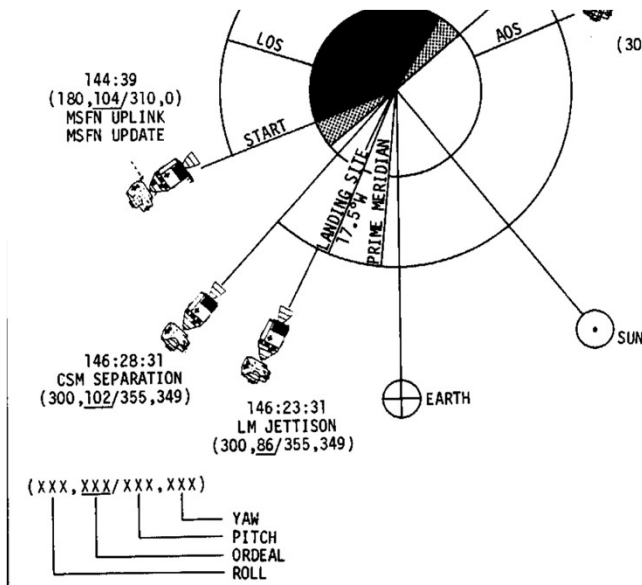 LOS
AOS
(30
144:39
(180,104/310,0)
MSFN UPLINK
MSFN UPDATE
START
LANDING SITE
17.5°W
PRIME MERIDIAN
SUN
146:28:31
CSM SEPARATION
(300,102/355,349)
146:23:31
LM JETTISON
(300,86/355,349)
EARTH
(XXX,XXX/XXX,XXX)
YAW
PITCH
ORDEAL
ROLL